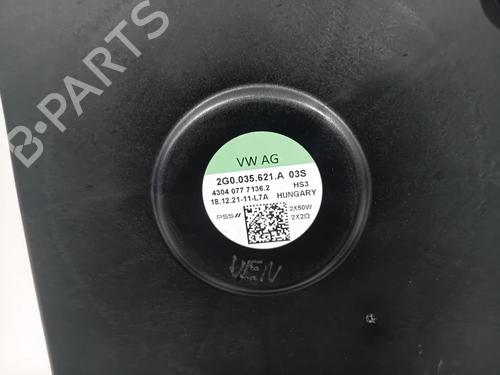 B-PARTS
VW AG
2G0.035.621.A 03S
4304 077 7136.2 HS3
18.12.21-11-L7A HUNGARY
PSS 2X50W
2X2Ω